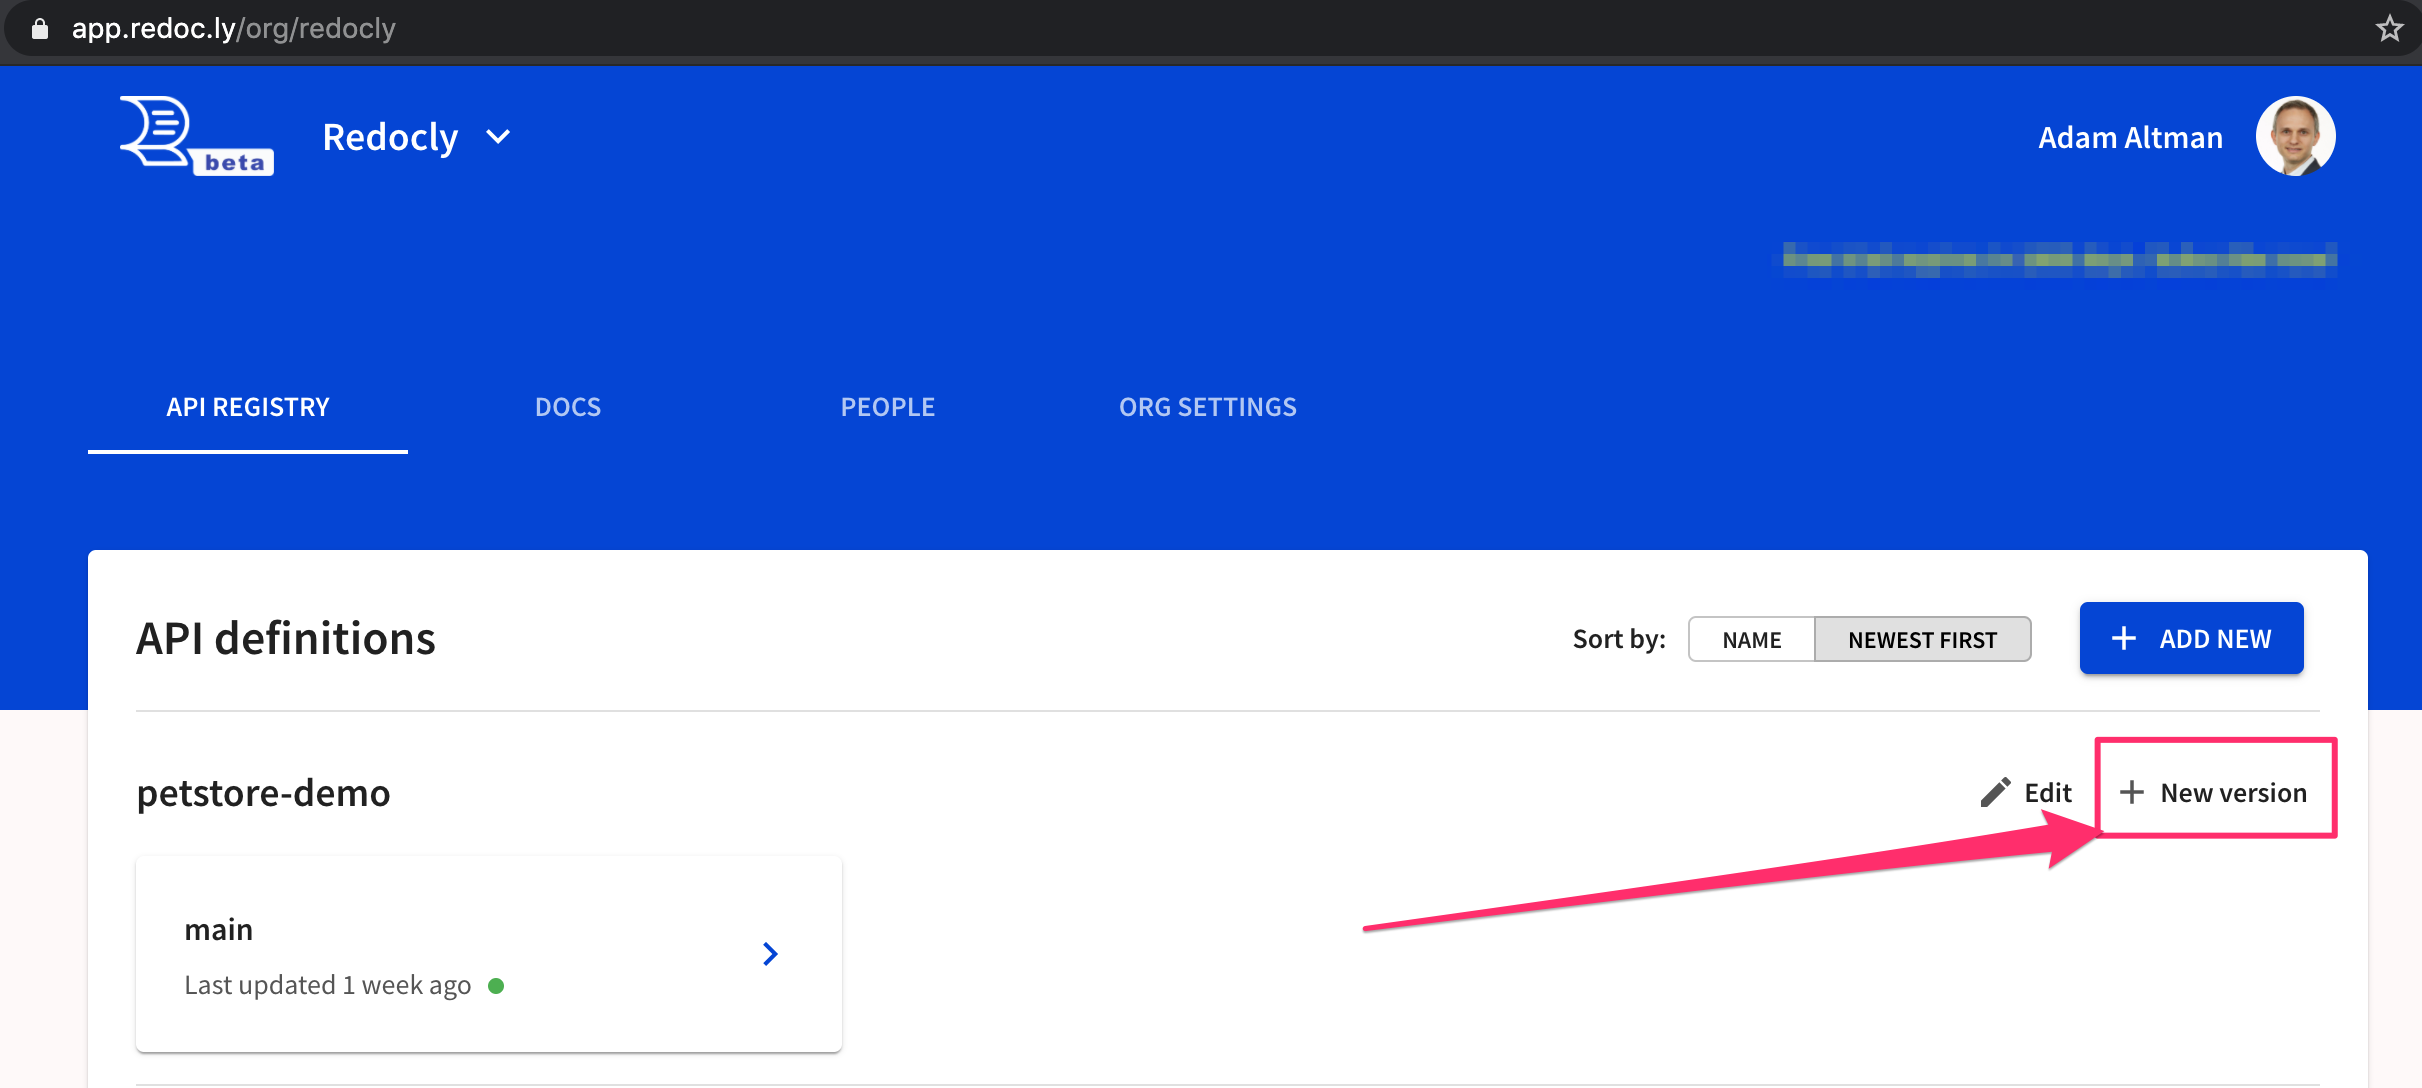 app.redoc.ly/org/redocly
beta
Redocly
Adam Altman
API REGISTRY
DOCS
PEOPLE
ORG SETTINGS
API definitions
Sort by:
NAME
NEWEST FIRST
+ ADD NEW
petstore-demo
Edit
+ New version
main
Last updated 1 week ago